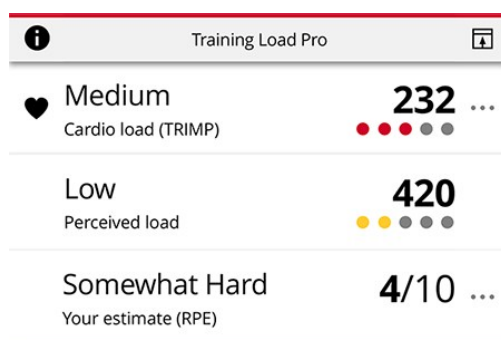 Training Load Pro
Medium 232
Cardio load (TRIMP)
Low 420
Perceived load
Somewhat Hard 4/10
Your estimate (RPE)